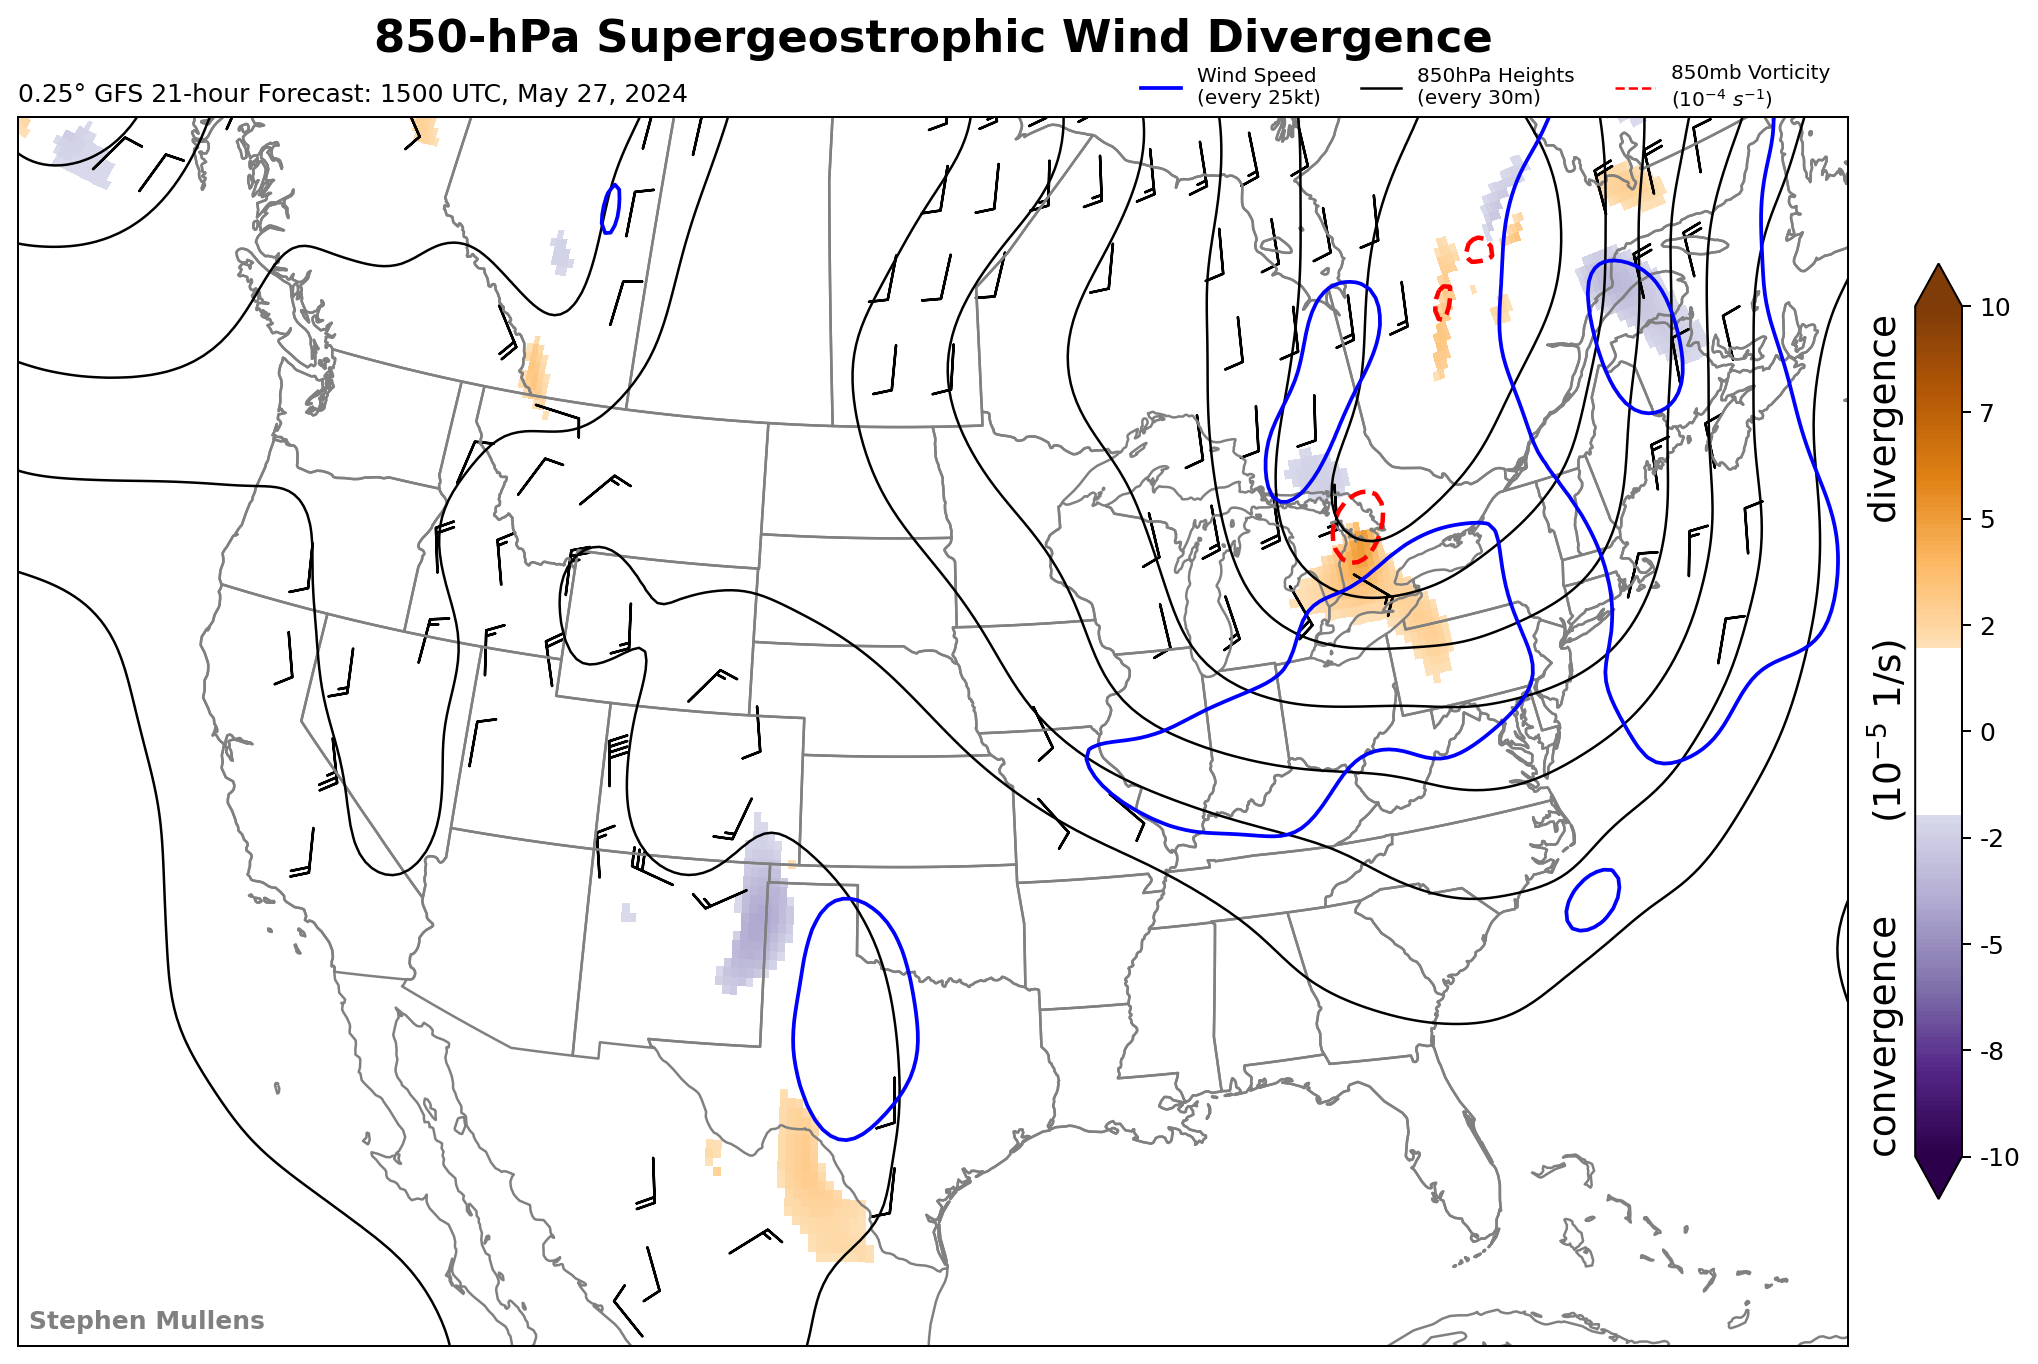 850-hPa Supergeostrophic Wind Divergence
0.25° GFS 21-hour Forecast: 1500 UTC, May 27, 2024
Wind Speed
(every 25kt)
850hPa Heights
(every 30m)
850mb Vorticity
(10⁻⁴ s⁻¹)
10
7
5
2
0
-2
-5
-8
-10
convergence (10⁻⁵ 1/s) divergence
Stephen Mullens